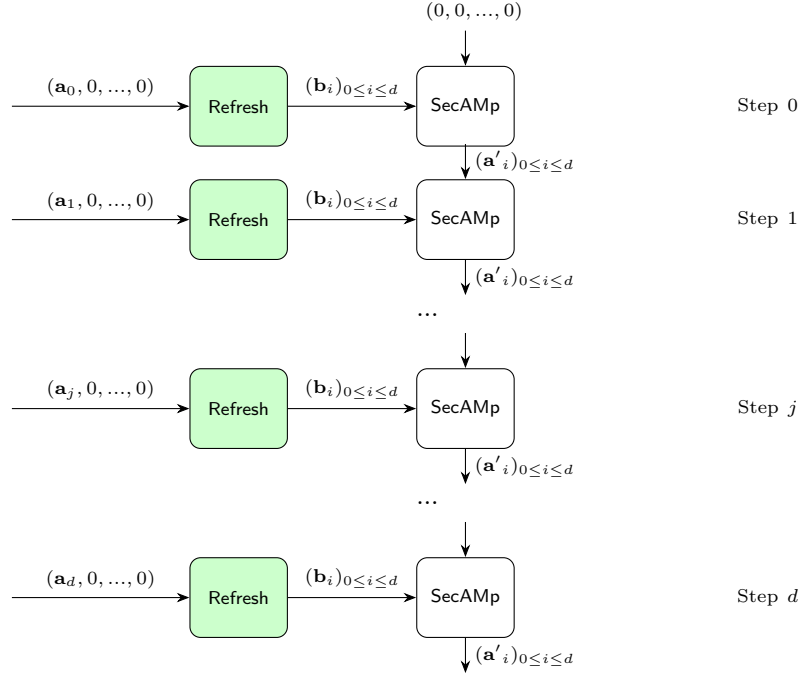 (0, 0, ..., 0)
(a₀, 0, ..., 0) Refresh (bᵢ)₀≤ᵢ≤d SecAMp Step 0
(a′ᵢ)₀≤ᵢ≤d
(a₁, 0, ..., 0) Refresh (bᵢ)₀≤ᵢ≤d SecAMp Step 1
(a′ᵢ)₀≤ᵢ≤d
...
(aⱼ, 0, ..., 0) Refresh (bᵢ)₀≤ᵢ≤d SecAMp Step j
(a′ᵢ)₀≤ᵢ≤d
...
(a_d, 0, ..., 0) Refresh (bᵢ)₀≤ᵢ≤d SecAMp Step d
(a′ᵢ)₀≤ᵢ≤d